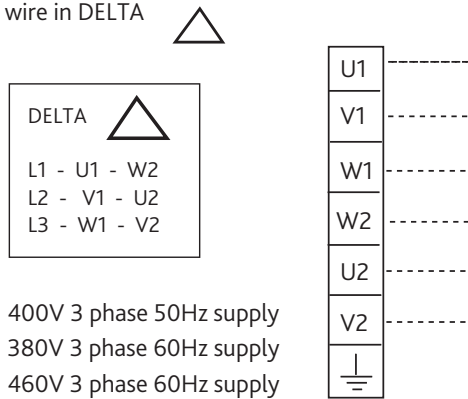 wire in DELTA
DELTA
L1 - U1 - W2
L2 - V1 - U2
L3 - W1 - V2
400V 3 phase 50Hz supply
380V 3 phase 60Hz supply
460V 3 phase 60Hz supply
U1
V1
W1
W2
U2
V2